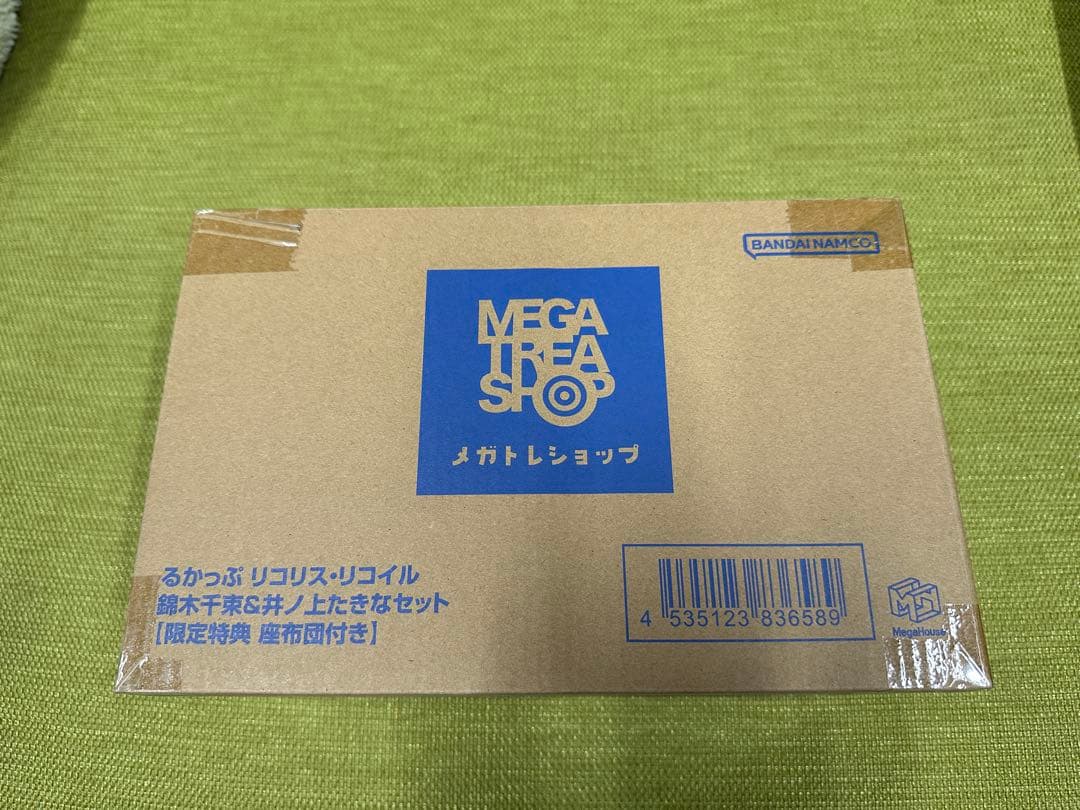 BANDAI NAMCO
MEGA
TREA
SHOP
メガトレショップ
るかっぷ リコリス・リコイル
錦木千束&井ノ上たきなセット
【限定特典 座布団付き】
4 535123 836589
MegaHouse